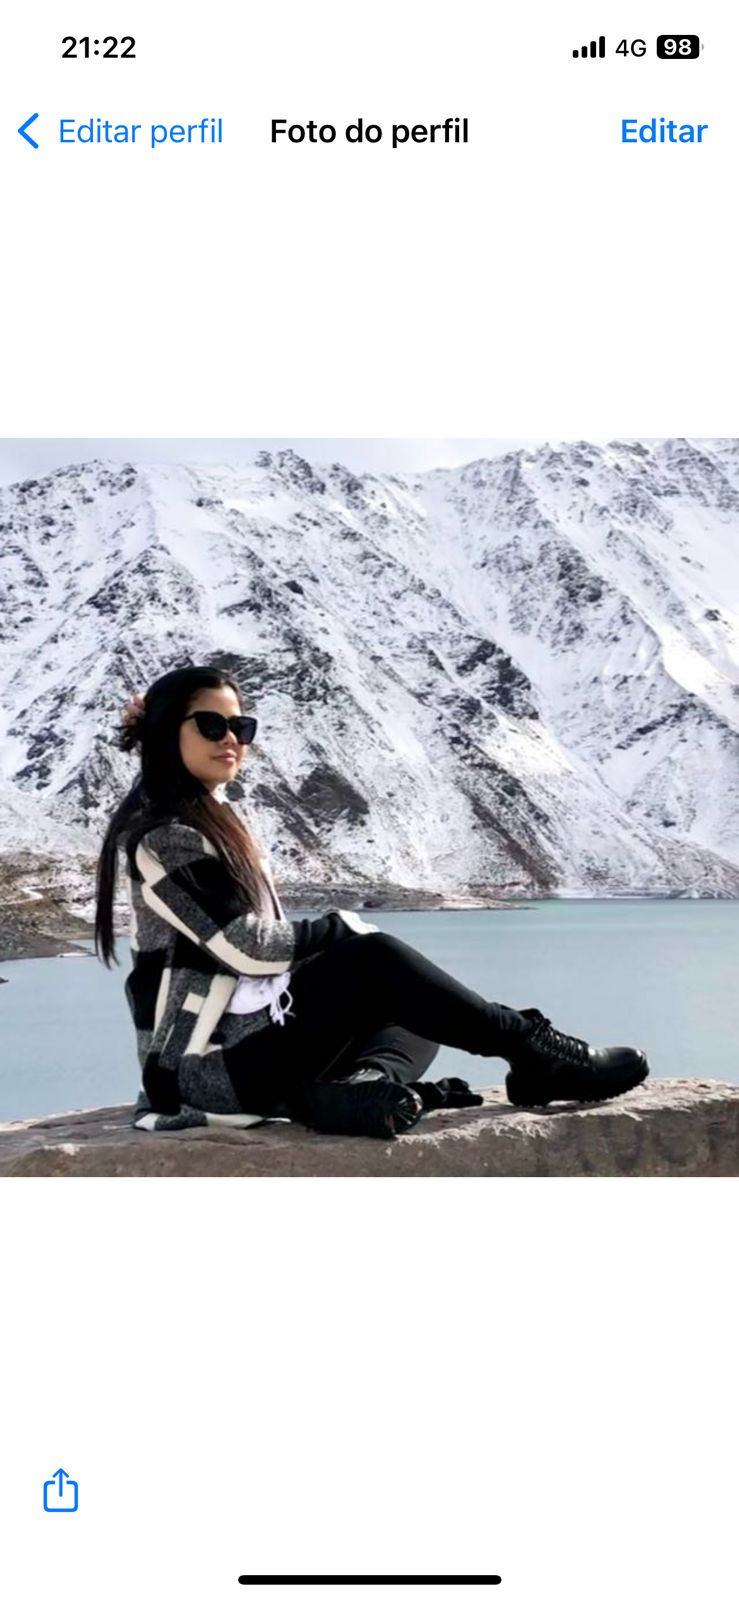 21:22
4G 98
Editar perfil
Foto do perfil
Editar